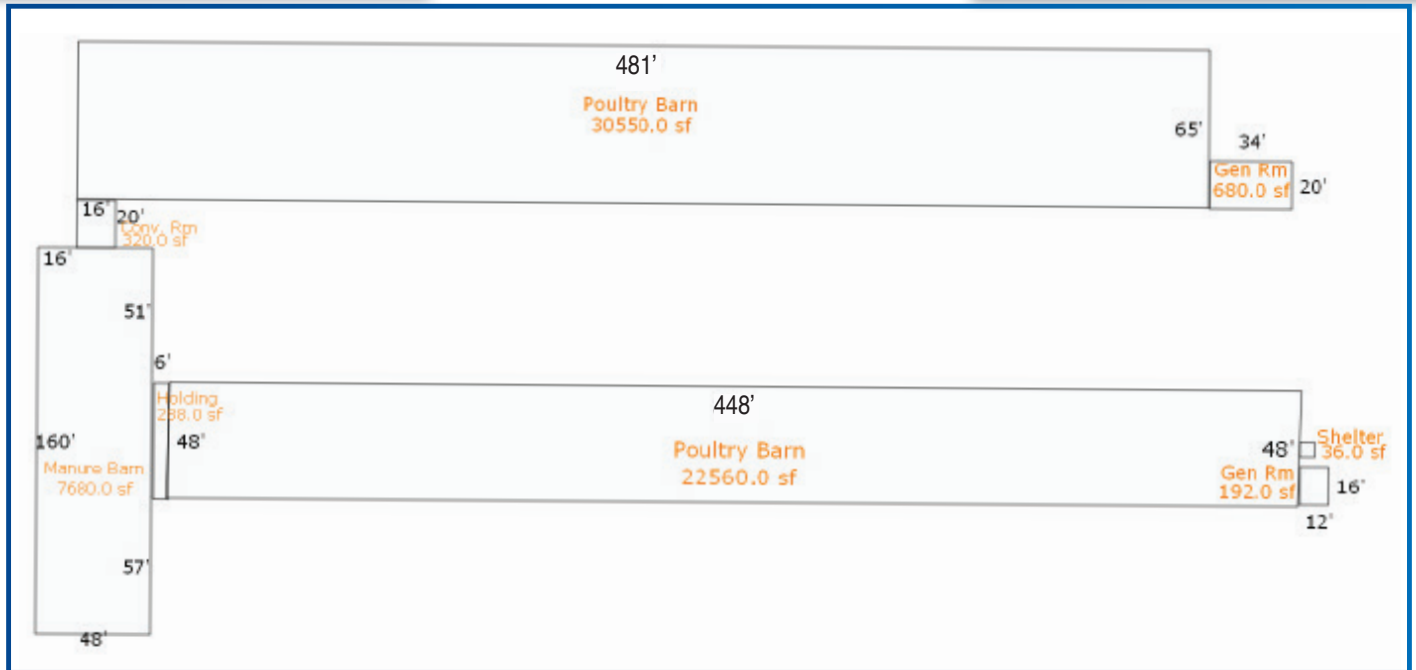 481'
Poultry Barn
30550.0 sf
65'
34'
Gen Rm
680.0 sf
20'
16'
20'
Conv. Rm
320.0 sf
16'
51'
6'
Holding
288.0 sf
48'
448'
Poultry Barn
22560.0 sf
48'
Shelter
36.0 sf
Gen Rm
192.0 sf
16'
12'
160'
Manure Barn
7680.0 sf
57'
48'